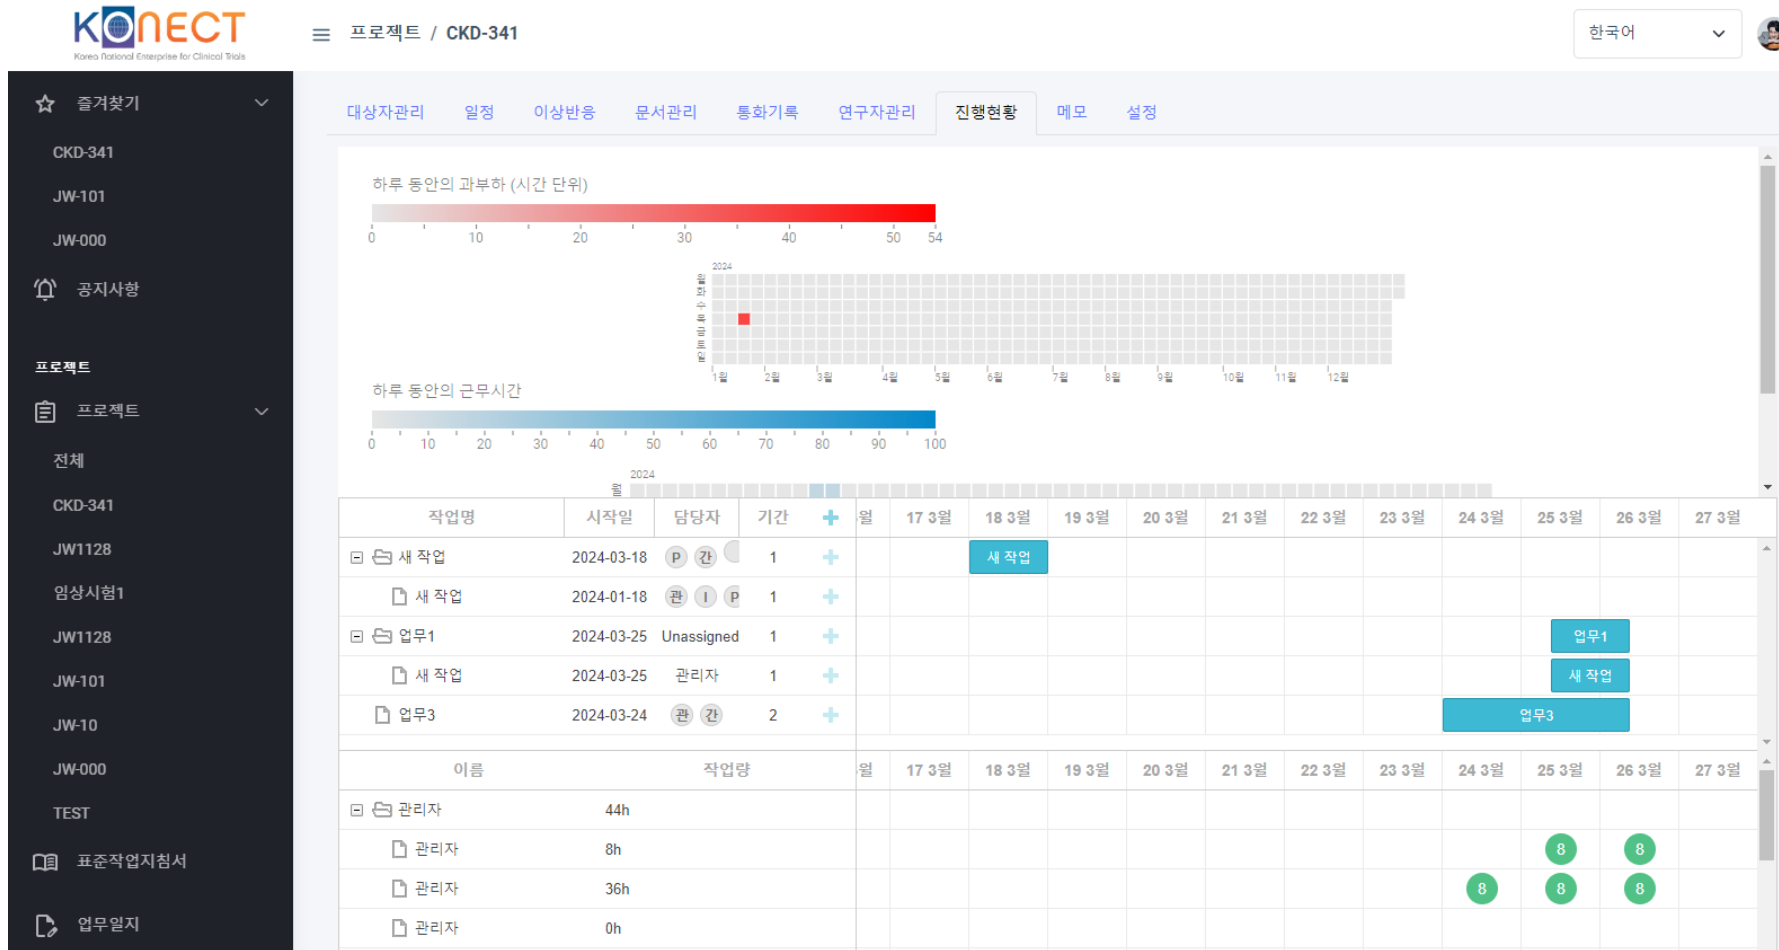 KONECT
Korea National Enterprise for Clinical Trials
프로젝트 / CKD-341
한국어
즐겨찾기
CKD-341
JW-101
JW-000
공지사항
프로젝트
프로젝트
전체
CKD-341
JW1128
임상시험1
JW1128
JW-101
JW-10
JW-000
TEST
표준작업지침서
업무일지
대상자관리 일정 이상반응 문서관리 통화기록 연구자관리 진행현황 메모 설정
하루 동안의 과부하 (시간 단위)
0 10 20 30 40 50 54
2024
월
화
수
목
금
토
일
1월 2월 3월 4월 5월 6월 7월 8월 9월 10월 11월 12월
하루 동안의 근무시간
0 10 20 30 40 50 60 70 80 90 100
2024
월
작업명 시작일 담당자 기간 월 17 3월 18 3월 19 3월 20 3월 21 3월 22 3월 23 3월 24 3월 25 3월 26 3월 27 3월
새 작업 2024-03-18 P 간 1 새 작업
새 작업 2024-01-18 관 I P 1
업무1 2024-03-25 Unassigned 1 업무1
새 작업 2024-03-25 관리자 1 새 작업
업무3 2024-03-24 관 간 2 업무3
이름 작업량 월 17 3월 18 3월 19 3월 20 3월 21 3월 22 3월 23 3월 24 3월 25 3월 26 3월 27 3월
관리자 44h
관리자 8h 8 8
관리자 36h 8 8 8
관리자 0h